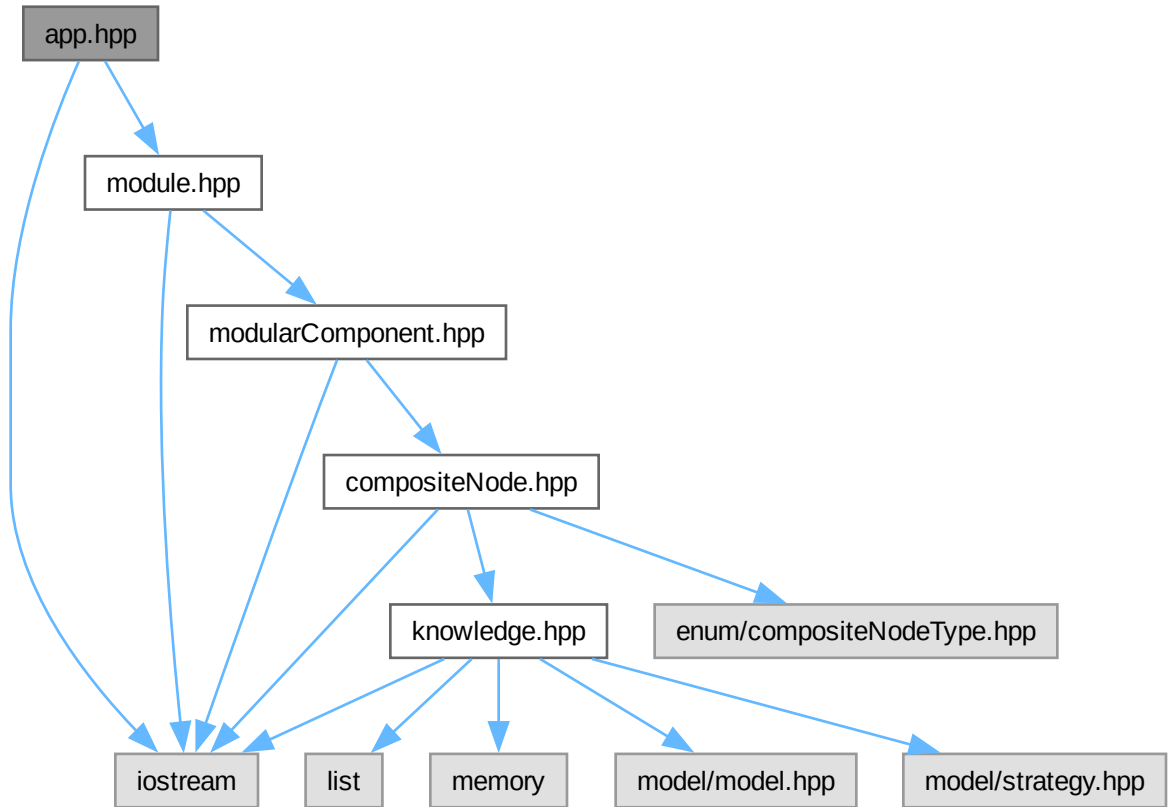 app.hpp
module.hpp
modularComponent.hpp
compositeNode.hpp
knowledge.hpp
enum/compositeNodeType.hpp
iostream
list
memory
model/model.hpp
model/strategy.hpp